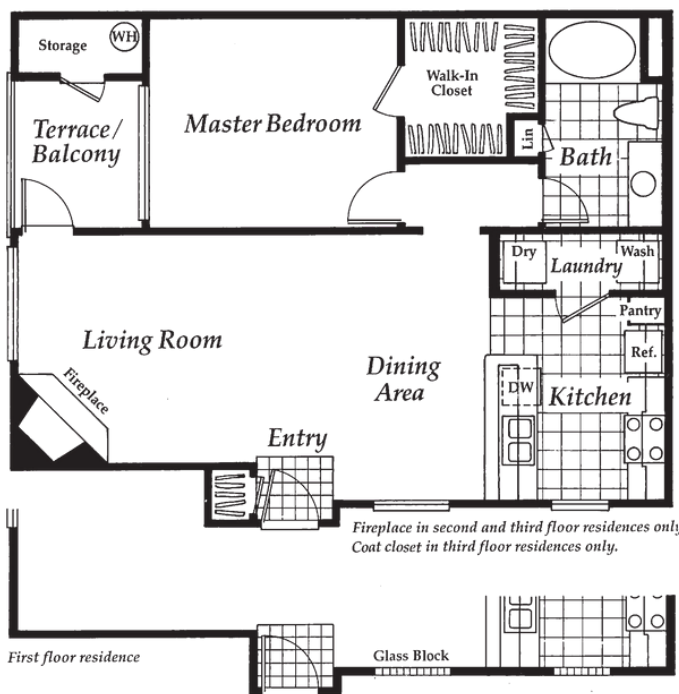 Storage
WH
Walk-In
Closet
Terrace/
Balcony
Master Bedroom
Lin
Bath
Dry
Wash
Laundry
Pantry
Living Room
Ref.
Dining
Area
DW
Kitchen
Fireplace
Entry
Fireplace in second and third floor residences only
Coat closet in third floor residences only.
First floor residence
Glass Block